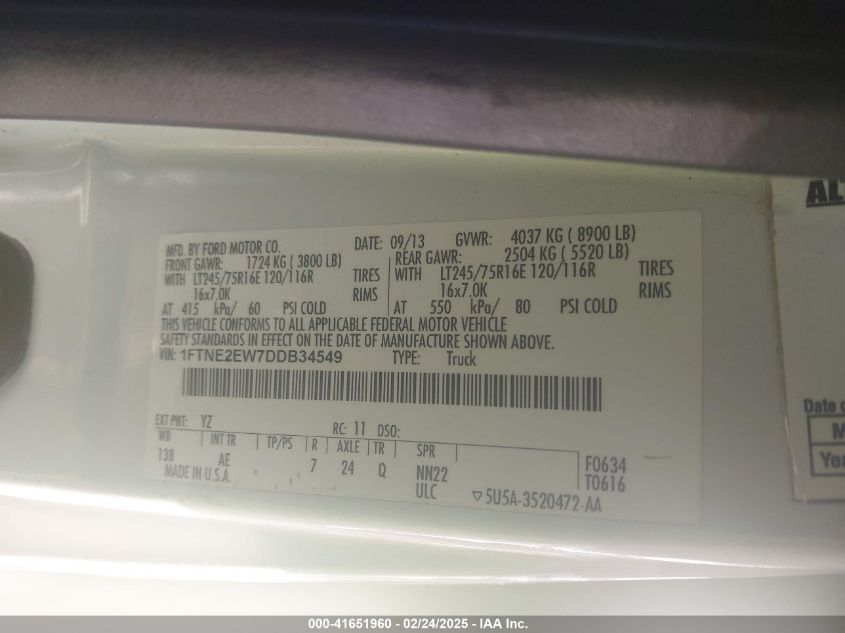 MFD. BY FORD MOTOR CO.
DATE: 09/13 GVWR: 4037 KG ( 8900 LB)
FRONT GAWR: 1724 KG ( 3800 LB) REAR GAWR: 2504 KG ( 5520 LB)
WITH LT245/75R16E 120/116R TIRES WITH LT245/75R16E 120/116R TIRES
16x7.0K RIMS 16x7.0K RIMS
AT 415 kPa/ 60 PSI COLD AT 550 kPa/ 80 PSI COLD
THIS VEHICLE CONFORMS TO ALL APPLICABLE FEDERAL MOTOR VEHICLE
SAFETY STANDARDS IN EFFECT ON THE DATE OF MANUFACTURE SHOWN ABOVE.
VIN: 1FTNE2EW7DDB34549 TYPE: Truck
EXT PNT: YZ RC: 11 DSO:
WB INT TR TP/PS R AXLE TR SPR
138 AE 7 24 Q NN22 F0634
MADE IN U.S.A. ULC T0616
▽5U5A-3520472-AA
Date
000-41651960 - 02/24/2025 - IAA Inc.